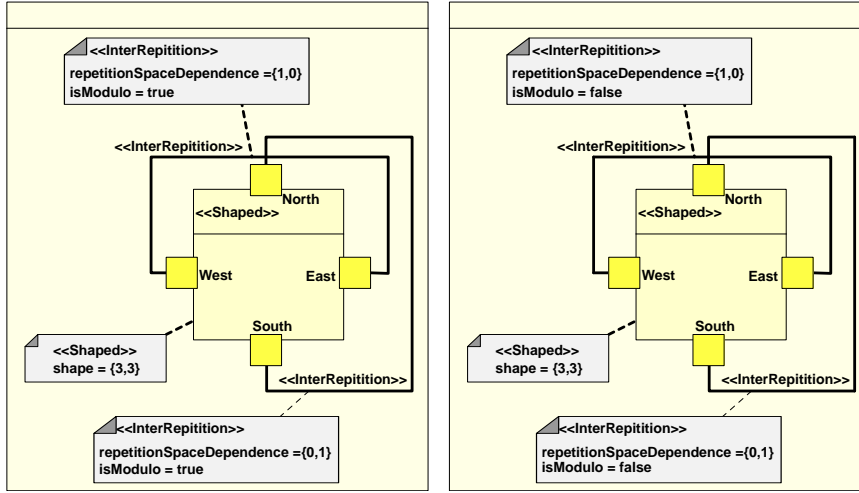 <<InterRepitition>>
repetitionSpaceDependence ={1,0}
isModulo = true
<<InterRepitition>>
North
<<Shaped>>
West
East
South
<<Shaped>>
shape = {3,3}
<<InterRepitition>>
<<InterRepitition>>
repetitionSpaceDependence ={0,1}
isModulo = true
<<InterRepitition>>
repetitionSpaceDependence ={1,0}
isModulo = false
<<InterRepitition>>
North
<<Shaped>>
West
East
South
<<Shaped>>
shape = {3,3}
<<InterRepitition>>
<<InterRepitition>>
repetitionSpaceDependence ={0,1}
isModulo = false